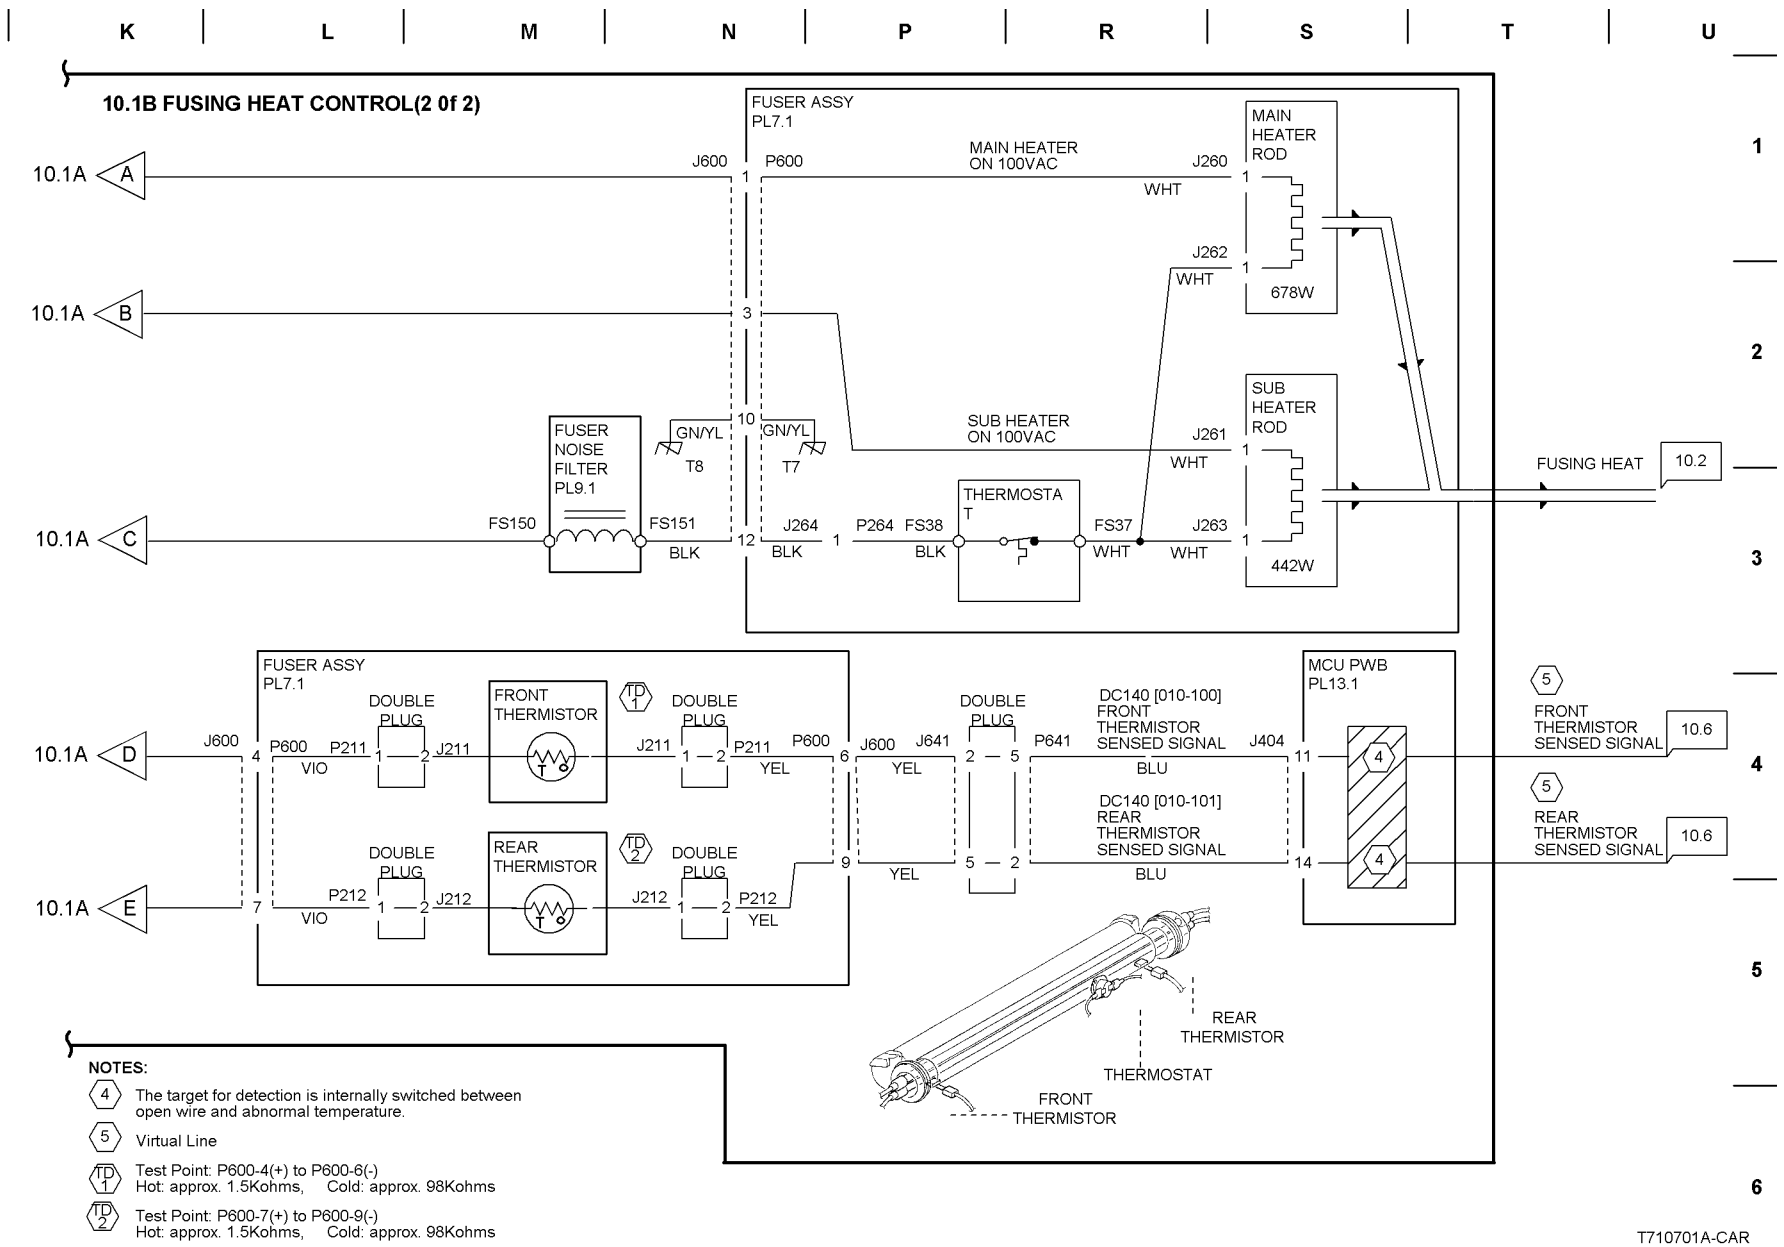 K L M N P R S T U
10.1B FUSING HEAT CONTROL(2 0f 2)
FUSER ASSY
PL7.1
MAIN
HEATER
ROD
1
10.1A A
J600 1 P600
MAIN HEATER
ON 100VAC
WHT
J260 1
J262 1
WHT
678W
10.1A B
3
2
SUB
HEATER
ROD
10
GN/YL GN/YL
T8 T7
SUB HEATER
ON 100VAC
J261 1
WHT
FUSER
NOISE
FILTER
PL9.1
FUSING HEAT 10.2
THERMOSTA
T
10.1A C
FS150 FS151
BLK
12
J264
BLK
1
P264 FS38
BLK
FS37
WHT
J263 1
WHT
442W
3
FUSER ASSY
PL7.1
MCU PWB
PL13.1
DOUBLE
PLUG
FRONT
THERMISTOR
TD
1
DOUBLE
PLUG
DOUBLE
PLUG
DC140 [010-100]
FRONT
THERMISTOR
SENSED SIGNAL
5
FRONT
THERMISTOR
SENSED SIGNAL
10.6
10.1A D
J600 4 P600
VIO
P211 1 2 J211
T
J211 1 2 P211
YEL
P600 6 J600
YEL
J641 2 5 P641
BLU
J404 11
4
4
DC140 [010-101]
REAR
THERMISTOR
SENSED SIGNAL
5
REAR
THERMISTOR
SENSED SIGNAL
10.6
DOUBLE
PLUG
REAR
THERMISTOR
TD
2
DOUBLE
PLUG
9
YEL
5 2
BLU
14
4
10.1A E
7
VIO
P212 1 2 J212
T
J212 1 2 P212
YEL
5
REAR
THERMISTOR
THERMOSTAT
FRONT
THERMISTOR
NOTES:
4 The target for detection is internally switched between
open wire and abnormal temperature.
5 Virtual Line
TD
1
Test Point: P600-4(+) to P600-6(-)
Hot: approx. 1.5Kohms, Cold: approx. 98Kohms
TD
2
Test Point: P600-7(+) to P600-9(-)
Hot: approx. 1.5Kohms, Cold: approx. 98Kohms
6
T710701A-CAR